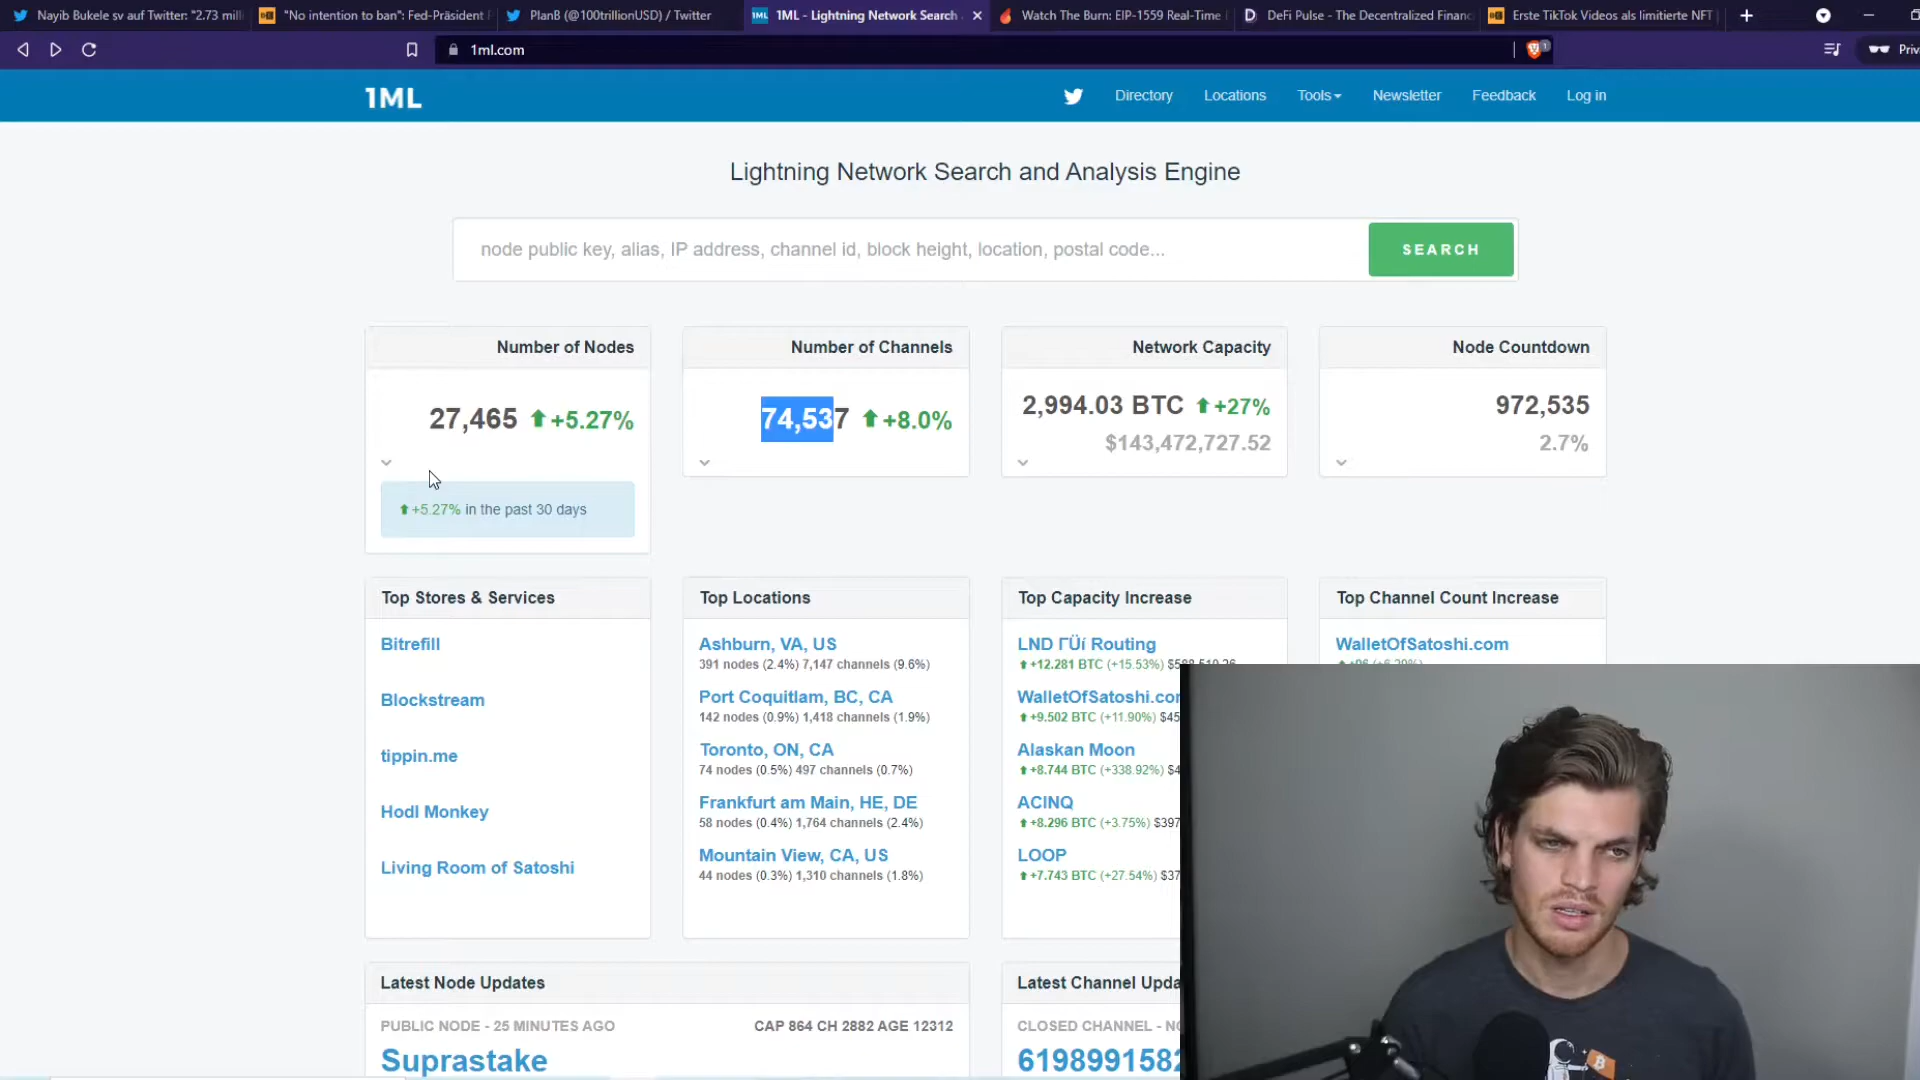 Nayib Bukele sv auf Twitter: "2.73 mill
"No intention to ban": Fed-Präsident
PlanB (@100trillionUSD) / Twitter
1ML - Lightning Network Search
Watch The Burn: EIP-1559 Real-Time
DeFi Pulse - The Decentralized Financ
Erste TikTok Videos als limitierte NFT
1ml.com
1
Priv
1ML
Directory
Locations
Tools
Newsletter
Feedback
Log in
Lightning Network Search and Analysis Engine
node public key, alias, IP address, channel id, block height, location, postal code...
SEARCH
Number of Nodes
27,465 +5.27%
+5.27% in the past 30 days
Number of Channels
74,537 +8.0%
Network Capacity
2,994.03 BTC +27%
$143,472,727.52
Node Countdown
972,535
2.7%
Top Stores & Services
Bitrefill
Blockstream
tippin.me
Hodl Monkey
Living Room of Satoshi
Top Locations
Ashburn, VA, US
391 nodes (2.4%) 7,147 channels (9.6%)
Port Coquitlam, BC, CA
142 nodes (0.9%) 1,418 channels (1.9%)
Toronto, ON, CA
74 nodes (0.5%) 497 channels (0.7%)
Frankfurt am Main, HE, DE
58 nodes (0.4%) 1,764 channels (2.4%)
Mountain View, CA, US
44 nodes (0.3%) 1,310 channels (1.8%)
Top Capacity Increase
LND ΓÜí Routing
+12.281 BTC (+15.53%)
WalletOfSatoshi.com
+9.502 BTC (+11.90%) $45
Alaskan Moon
+8.744 BTC (+338.92%) $4
ACINQ
+8.296 BTC (+3.75%) $397
LOOP
+7.743 BTC (+27.54%) $37
Top Channel Count Increase
WalletOfSatoshi.com
Latest Node Updates
PUBLIC NODE - 25 MINUTES AGO
CAP 864 CH 2882 AGE 12312
Suprastake
Latest Channel Upda
CLOSED CHANNEL - NO
6198991582